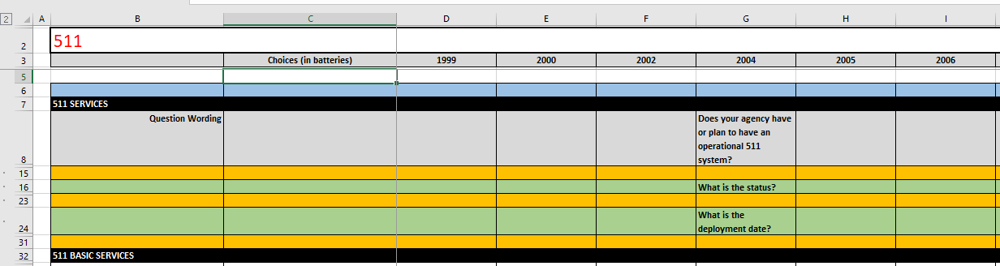 2 A B C D E F G H I
2 511
3 Choices (in batteries) 1999 2000 2002 2004 2005 2006
5
6
7 511 SERVICES
Question Wording Does your agency have
or plan to have an
operational 511
8 system?
15
16 What is the status?
23
What is the
24 deployment date?
31
32 511 BASIC SERVICES